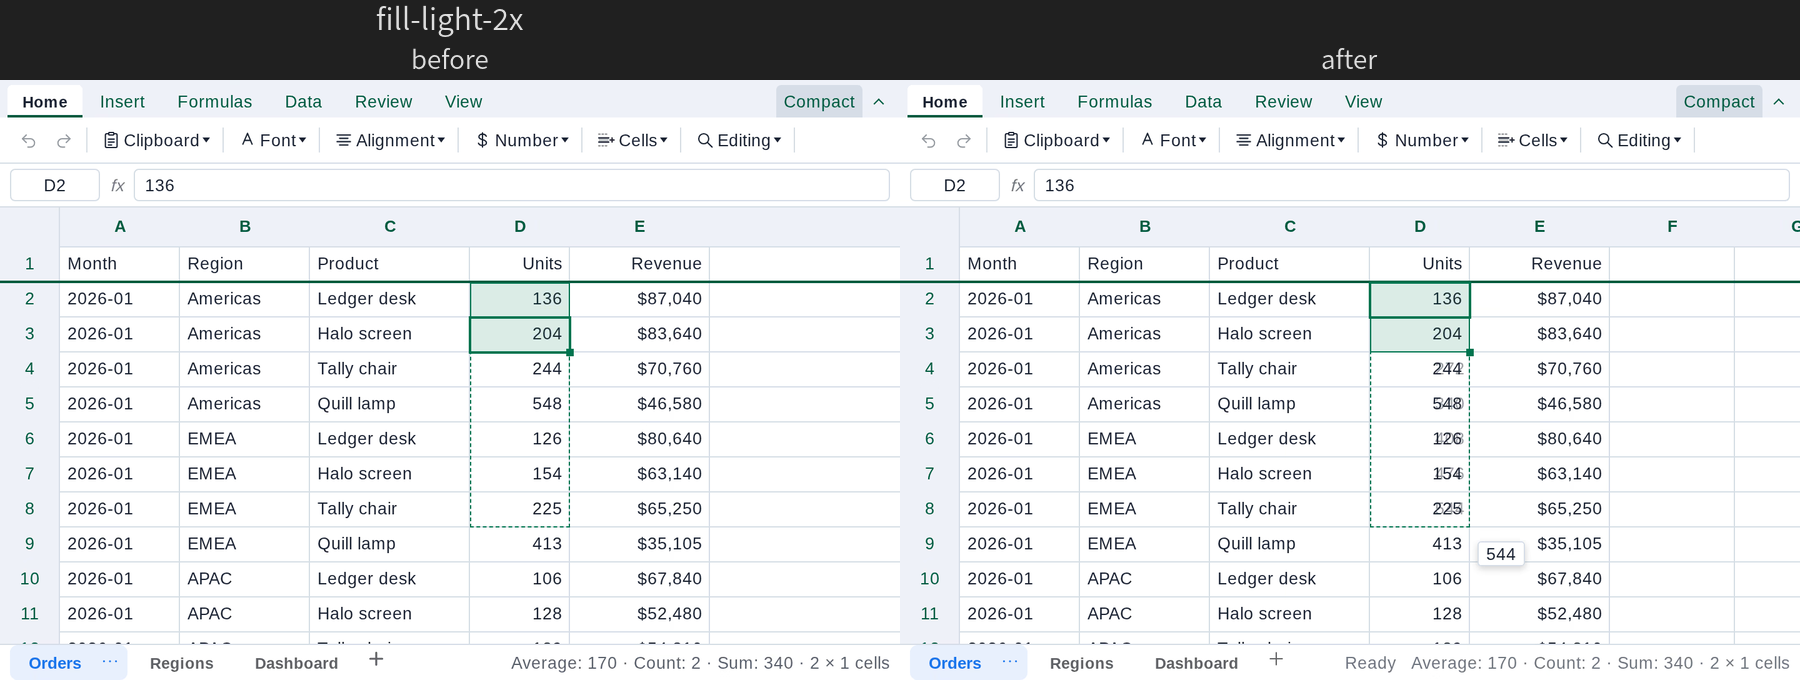 fill-light-2x
before
after
Home Insert Formulas Data Review View Compact
Clipboard Font Alignment $ Number Cells Editing
D2 fx 136
A B C D E
1 Month Region Product Units Revenue
2 2026-01 Americas Ledger desk 136 $87,040
3 2026-01 Americas Halo screen 204 $83,640
4 2026-01 Americas Tally chair 244 $70,760
5 2026-01 Americas Quill lamp 548 $46,580
6 2026-01 EMEA Ledger desk 126 $80,640
7 2026-01 EMEA Halo screen 154 $63,140
8 2026-01 EMEA Tally chair 225 $65,250
9 2026-01 EMEA Quill lamp 413 $35,105
10 2026-01 APAC Ledger desk 106 $67,840
11 2026-01 APAC Halo screen 128 $52,480
Orders ... Regions Dashboard + Average: 170 · Count: 2 · Sum: 340 · 2 × 1 cells
Home Insert Formulas Data Review View Compact
Clipboard Font Alignment $ Number Cells Editing
D2 fx 136
A B C D E F
1 Month Region Product Units Revenue
2 2026-01 Americas Ledger desk 136 $87,040
3 2026-01 Americas Halo screen 204 $83,640
4 2026-01 Americas Tally chair 244 $70,760
5 2026-01 Americas Quill lamp 548 $46,580
6 2026-01 EMEA Ledger desk 126 $80,640
7 2026-01 EMEA Halo screen 154 $63,140
8 2026-01 EMEA Tally chair 225 $65,250
9 2026-01 EMEA Quill lamp 413 $35,105
544
10 2026-01 APAC Ledger desk 106 $67,840
11 2026-01 APAC Halo screen 128 $52,480
Orders ... Regions Dashboard + Ready Average: 170 · Count: 2 · Sum: 340 · 2 × 1 cells